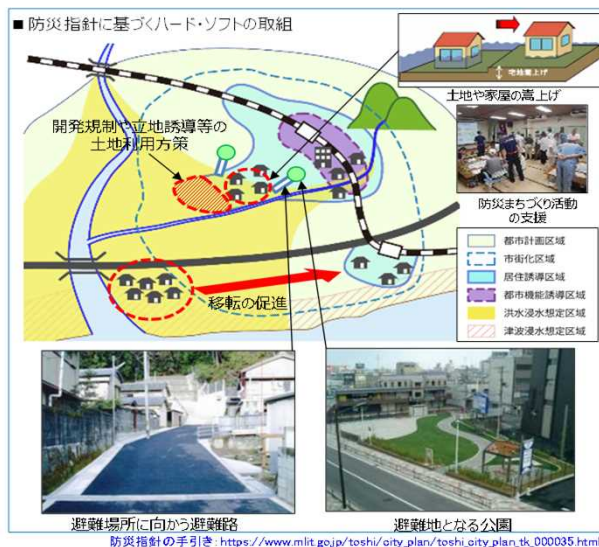 ■ 防災指針に基づくハード・ソフトの取組
宅地嵩上げ
土地や家屋の嵩上げ
開発規制や立地誘導等の
土地利用方策
防災まちづくり活動
の支援
都市計画区域
市街化区域
居住誘導区域
都市機能誘導区域
洪水浸水想定区域
津波浸水想定区域
移転の促進
避難場所に向かう避難路
避難地となる公園
防災指針の手引き：https://www.mlit.go.jp/toshi/city_plan/toshi_city_plan_tk_000035.html